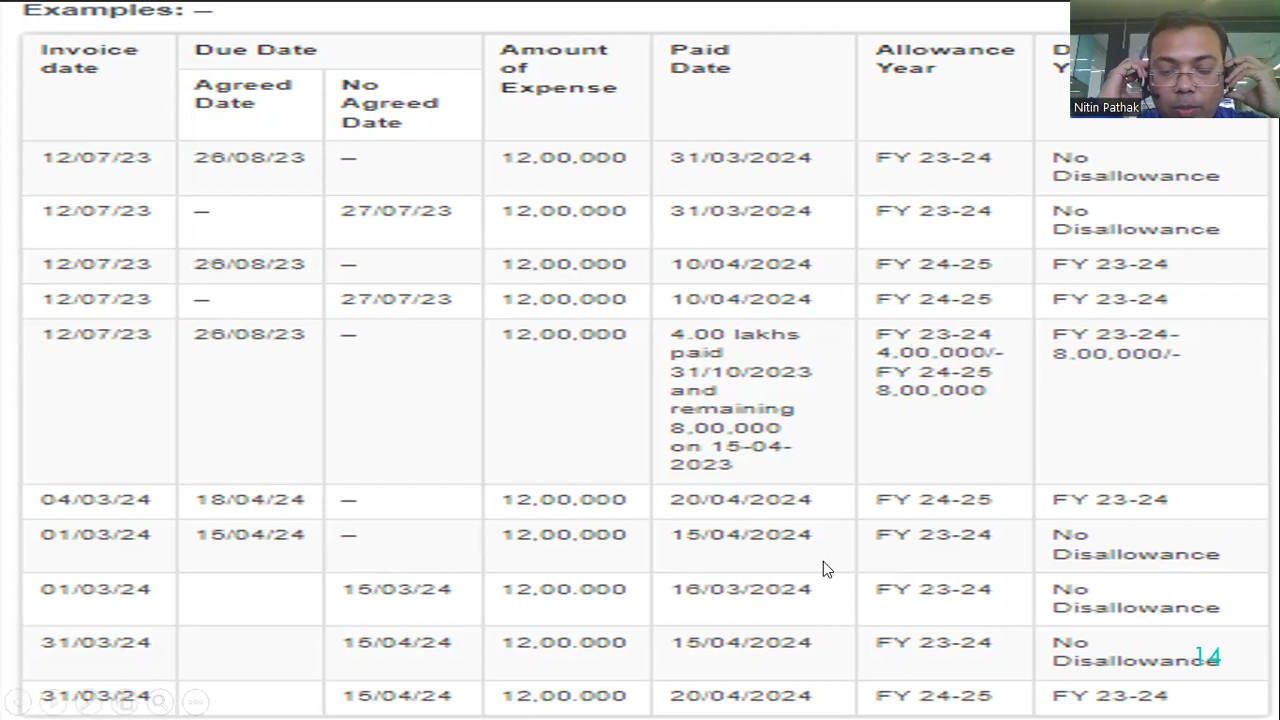 Examples: —
Invoice date
Due Date
Amount of Expense
Paid Date
Allowance Year
Agreed Date
No Agreed Date
Nitin Pathak
12/07/23 26/08/23 — 12,00,000 31/03/2024 FY 23-24 No Disallowance
12/07/23 — 27/07/23 12,00,000 31/03/2024 FY 23-24 No Disallowance
12/07/23 26/08/23 — 12,00,000 10/04/2024 FY 24-25 FY 23-24
12/07/23 — 27/07/23 12,00,000 10/04/2024 FY 24-25 FY 23-24
12/07/23 26/08/23 — 12,00,000 4.00 lakhs paid 31/10/2023 and remaining 8,00,000 on 15-04-2023 FY 23-24 4,00,000/- FY 24-25 8,00,000 FY 23-24- 8,00,000/-
04/03/24 18/04/24 — 12,00,000 20/04/2024 FY 24-25 FY 23-24
01/03/24 15/04/24 — 12,00,000 15/04/2024 FY 23-24 No Disallowance
01/03/24 15/03/24 12,00,000 16/03/2024 FY 23-24 No Disallowance
31/03/24 15/04/24 12,00,000 15/04/2024 FY 23-24 No Disallowance
14
31/03/24 15/04/24 12,00,000 20/04/2024 FY 24-25 FY 23-24